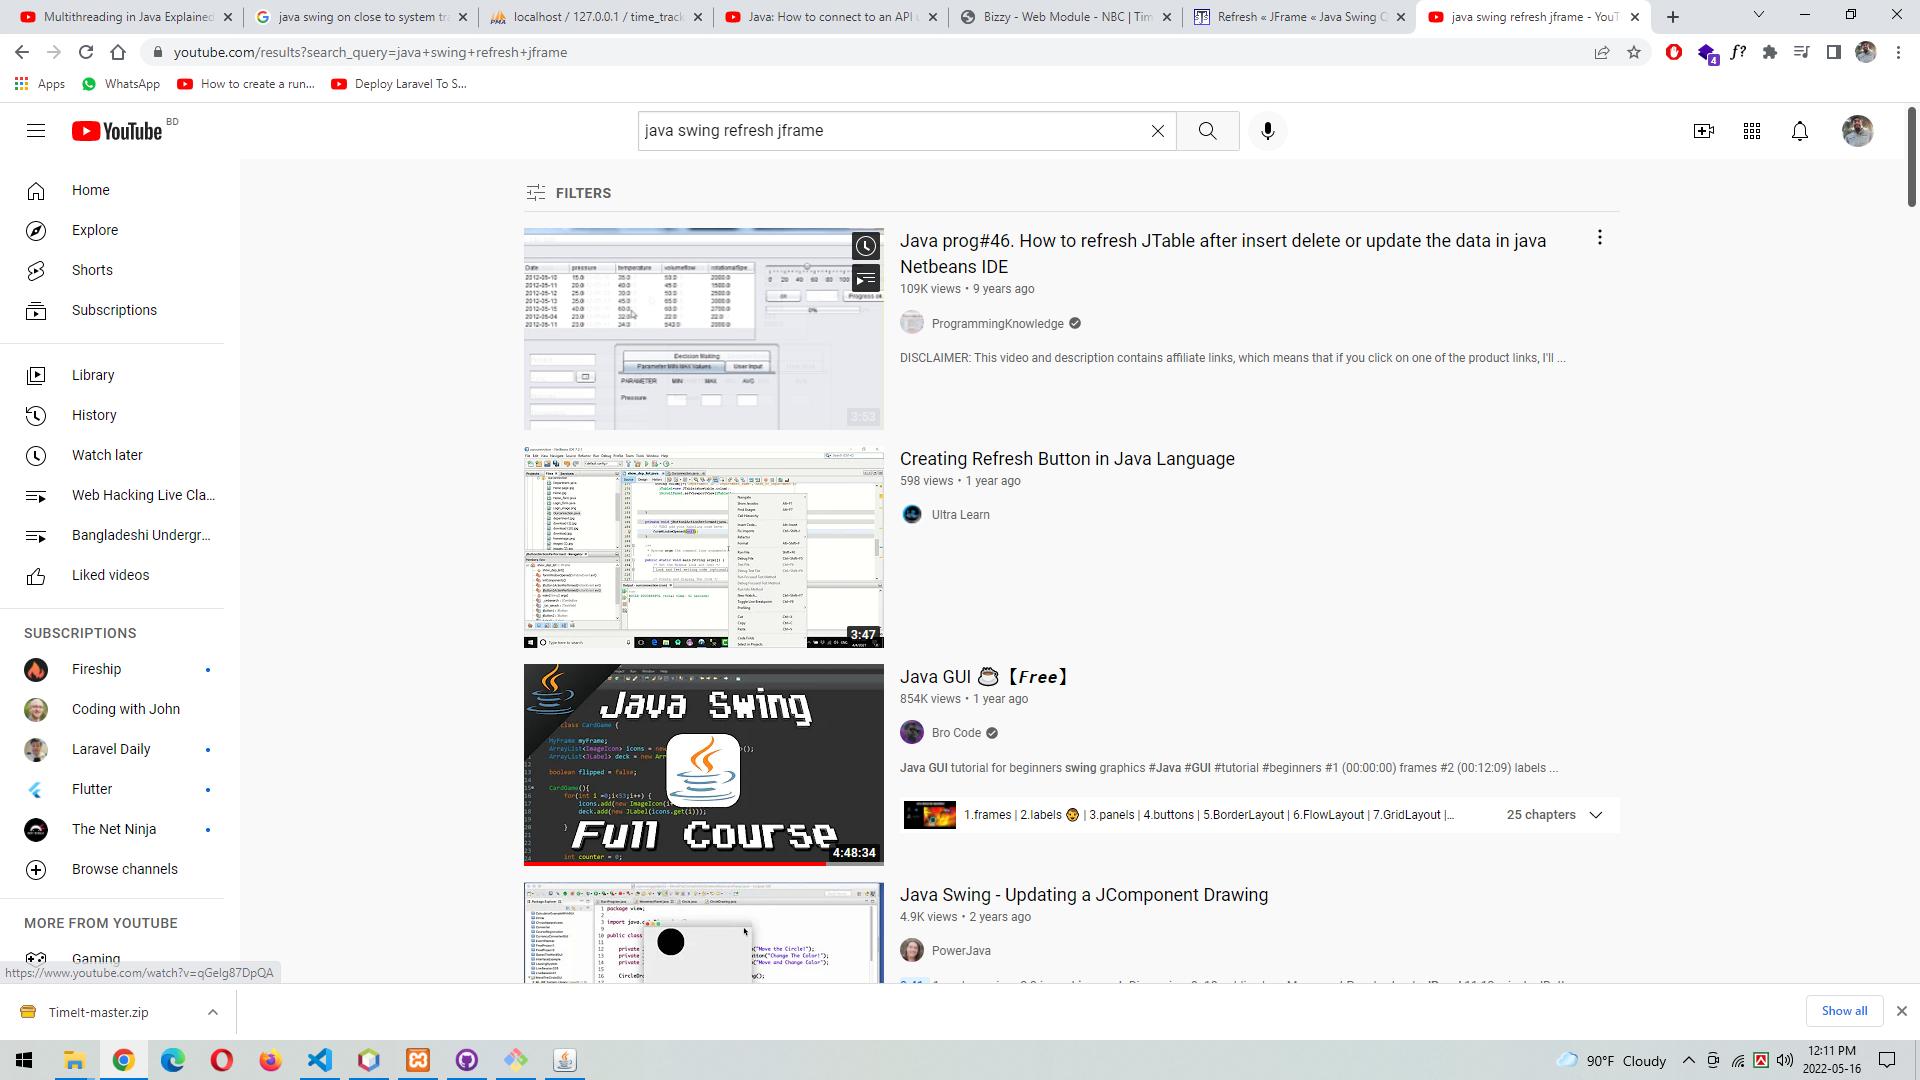 Multithreading in Java Explained
java swing on close to system tr
localhost / 127.0.0.1 / time_track
Java: How to connect to an API u
Bizzy - Web Module - NBC | Tim
Refresh « JFrame « Java Swing Q
java swing refresh jframe - YouT
youtube.com/results?search_query=java+swing+refresh+jframe
Apps
WhatsApp
How to create a run...
Deploy Laravel To S...
YouTube BD
java swing refresh jframe
Home
Explore
Shorts
Subscriptions
Library
History
Watch later
Web Hacking Live Cla...
Bangladeshi Undergr...
Liked videos
SUBSCRIPTIONS
Fireship
Coding with John
Laravel Daily
Flutter
The Net Ninja
Browse channels
MORE FROM YOUTUBE
Gaming
FILTERS
Java prog#46. How to refresh JTable after insert delete or update the data in java
Netbeans IDE
109K views • 9 years ago
ProgrammingKnowledge
DISCLAIMER: This video and description contains affiliate links, which means that if you click on one of the product links, I'll ...
3:53
Creating Refresh Button in Java Language
598 views • 1 year ago
Ultra Learn
3:47
Java GUI ☕【𝑭𝒓𝒆𝒆】
854K views • 1 year ago
Bro Code
Java GUI tutorial for beginners swing graphics #Java #GUI #tutorial #beginners #1 (00:00:00) frames #2 (00:12:09) labels ...
1.frames | 2.labels 🦁 | 3.panels | 4.buttons | 5.BorderLayout | 6.FlowLayout | 7.GridLayout |...
25 chapters
Java Swing
Full Course
4:48:34
Java Swing - Updating a JComponent Drawing
4.9K views • 2 years ago
PowerJava
https://www.youtube.com/watch?v=qGelg87DpQA
TimeIt-master.zip
Show all
90°F Cloudy
12:11 PM
2022-05-16